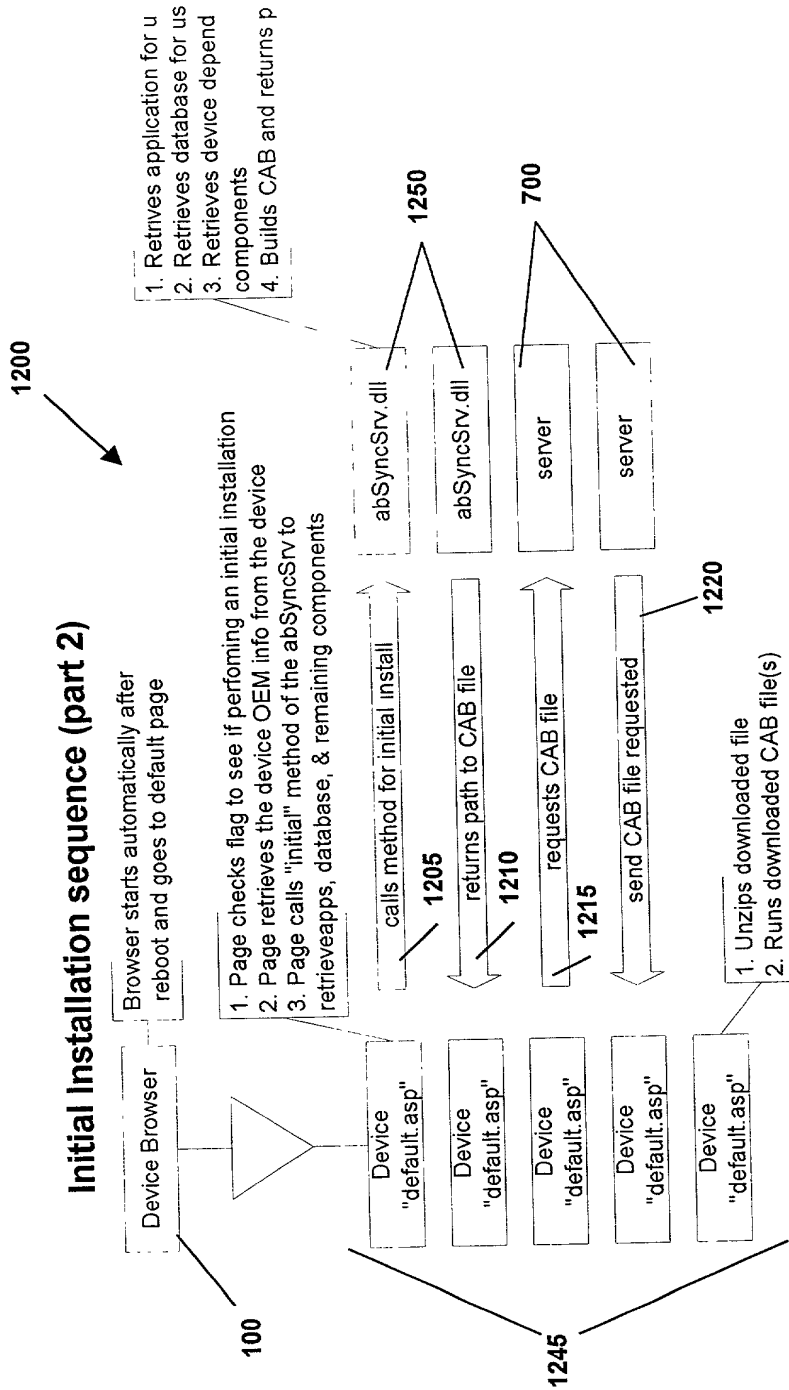 1200
Initial Installation sequence (part 2)
Device Browser
Browser starts automatically after
reboot and goes to default page
100
1. Page checks flag to see if perfoming an initial installation
2. Page retrieves the device OEM info from the device
3. Page calls "initial" method of the abSyncSrv to
retrieveapps, database, & remaining components
1. Retrives application for u
2. Retrieves database for us
3. Retrieves device depend
components
4. Builds CAB and returns p
Device
"default.asp"
calls method for initial install
1205
abSyncSrv.dll
1250
Device
"default.asp"
returns path to CAB file
1210
abSyncSrv.dll
Device
"default.asp"
requests CAB file
1215
server
700
Device
"default.asp"
send CAB file requested
1220
server
Device
"default.asp"
1. Unzips downloaded file
2. Runs downloaded CAB file(s)
1245